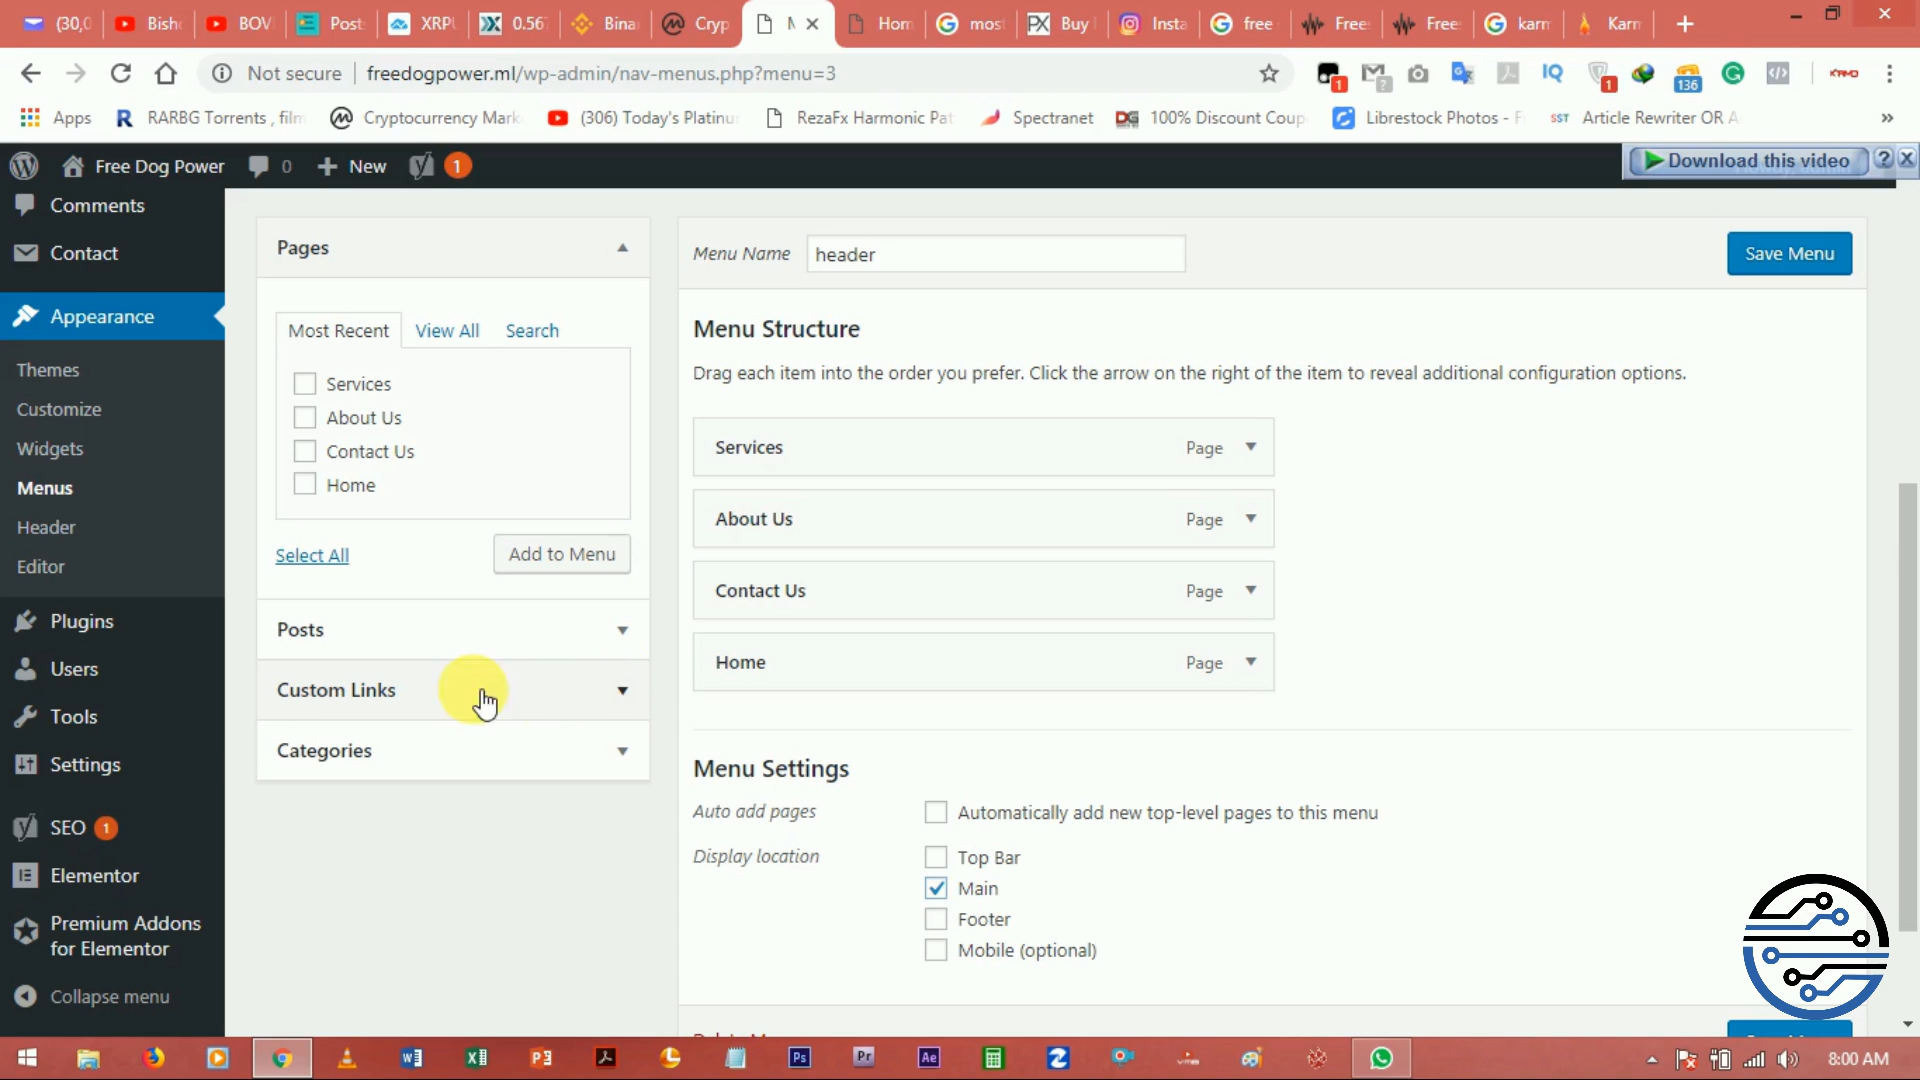 (30,0 Bish BOV Post XRPU 0.567 Bina Cryp M Hor mos Buy Insta free Free Free karn Karn
Not secure freedogpower.ml/wp-admin/nav-menus.php?menu=3
1 ? IQ 1 136
Apps RARBG Torrents , film Cryptocurrency Mark (306) Today's Platinu RezaFx Harmonic Pat Spectranet 100% Discount Coup Librestock Photos - F SST Article Rewriter OR A »
Free Dog Power 0 + New 1
Download this video ? X
Comments
Contact
Appearance
Themes
Customize
Widgets
Menus
Header
Editor
Plugins
Users
Tools
Settings
SEO 1
Elementor
Premium Addons
for Elementor
Collapse menu
Pages
Most Recent View All Search
Services
About Us
Contact Us
Home
Select All Add to Menu
Posts
Custom Links
Categories
Menu Name header Save Menu
Menu Structure
Drag each item into the order you prefer. Click the arrow on the right of the item to reveal additional configuration options.
Services Page
About Us Page
Contact Us Page
Home Page
Menu Settings
Auto add pages Automatically add new top-level pages to this menu
Display location Top Bar
Main
Footer
Mobile (optional)
8:00 AM